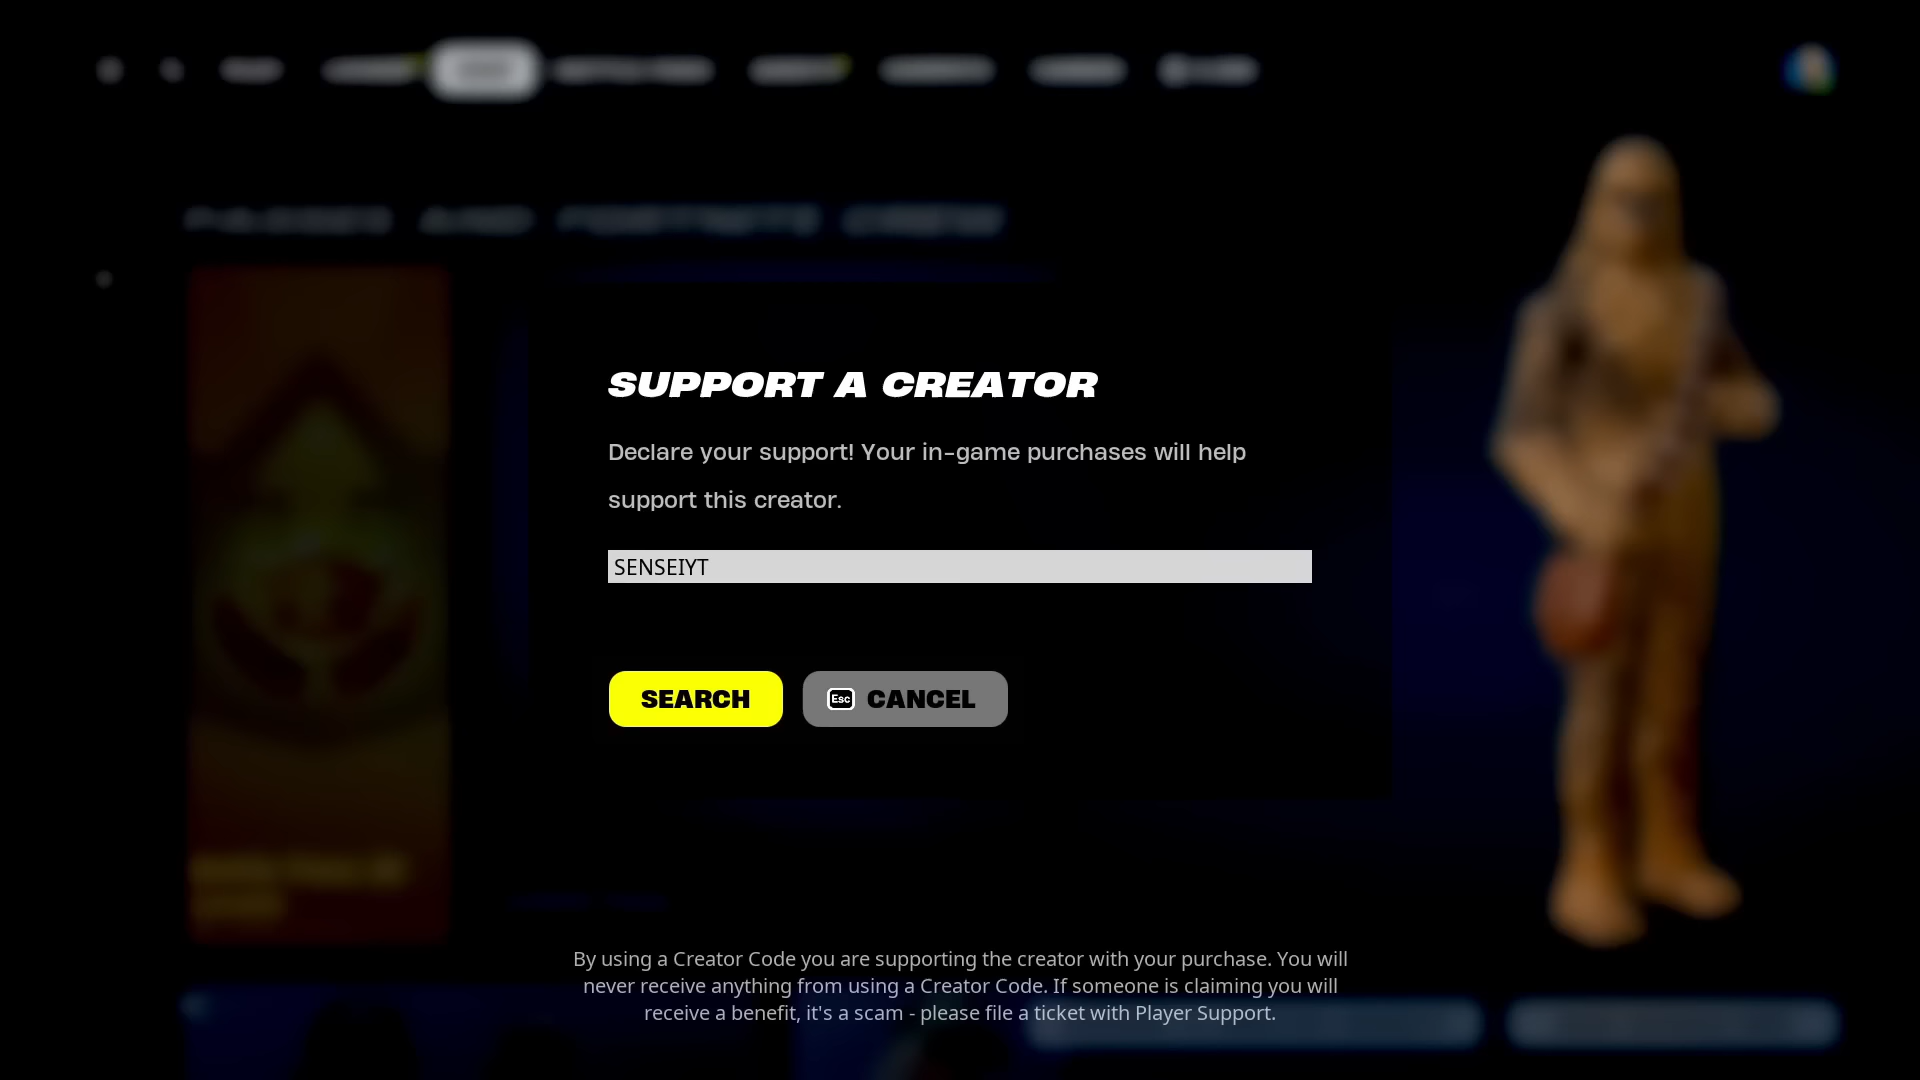 SUPPORT A CREATOR
Declare your support! Your in-game purchases will help
support this creator.
SENSEIYT
SEARCH
Esc CANCEL
By using a Creator Code you are supporting the creator with your purchase. You will
never receive anything from using a Creator Code. If someone is claiming you will
receive a benefit, it's a scam - please file a ticket with Player Support.